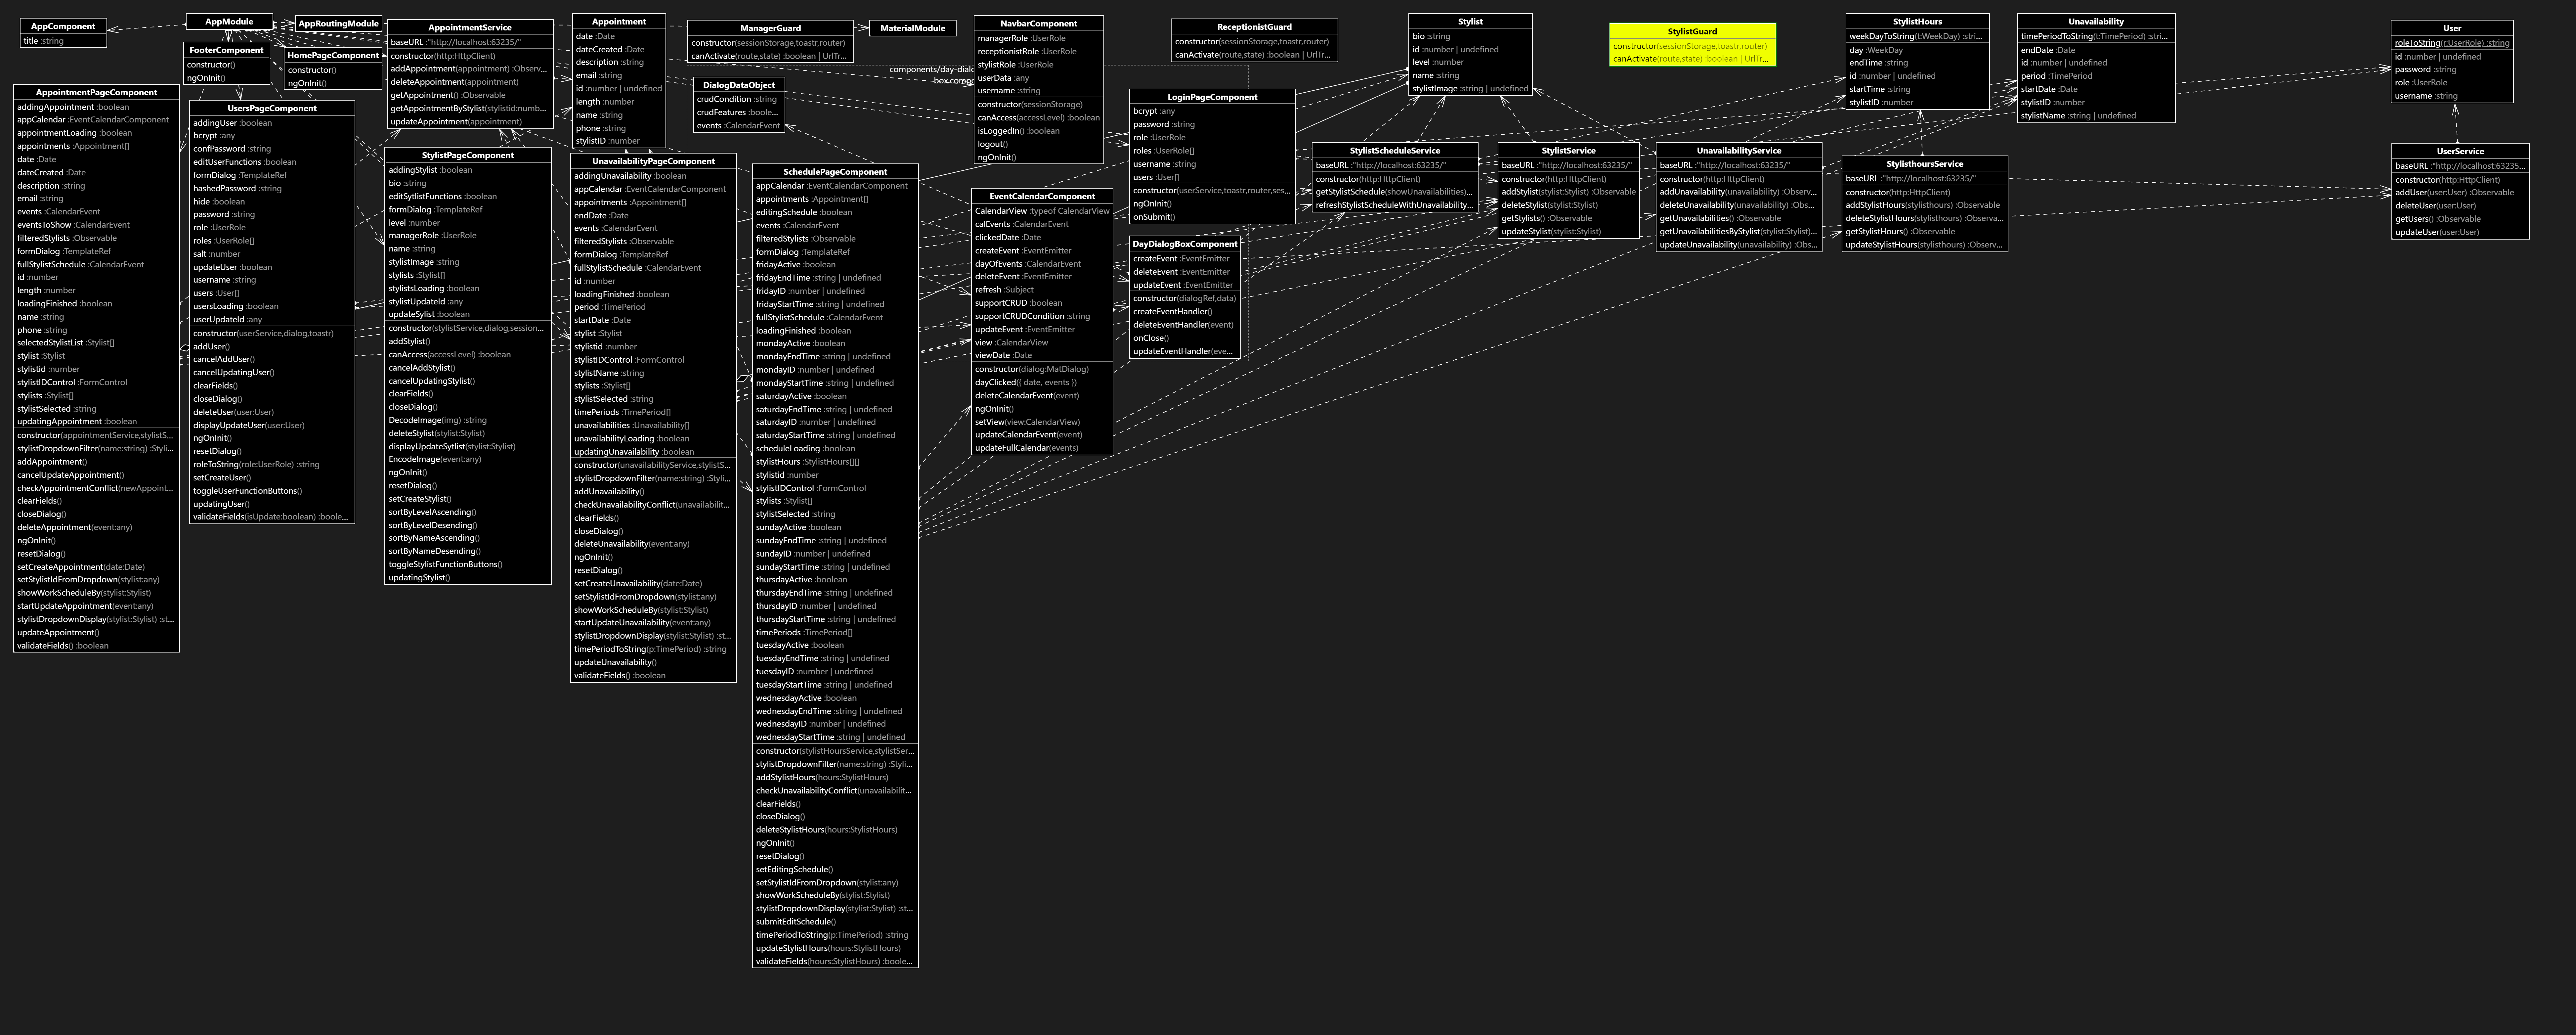 AppComponent
title :string
AppModule
AppRoutingModule
FooterComponent
constructor()
ngOnInit()
HomePageComponent
constructor()
ngOnInit()
AppointmentPageComponent
addingAppointment :boolean
appCalendar :EventCalendarComponent
appointmentLoading :boolean
appointments :Appointment[]
date :Date
dateCreated :Date
description :string
email :string
events :CalendarEvent
eventsToShow :CalendarEvent
filteredStylists :Observable
formDialog :TemplateRef
fullStylistSchedule :CalendarEvent
id :number
length :number
loadingFinished :boolean
name :string
phone :string
selectedStylistList :Stylist[]
stylist :Stylist
stylistid :number
stylistIDControl :FormControl
stylists :Stylist[]
stylistSelected :string
updatingAppointment :boolean
constructor(appointmentService,stylistS...
stylistDropdownFilter(name:string) :Styli...
addAppointment()
cancelUpdateAppointment()
checkAppointmentConflict(newAppoint...
clearFields()
closeDialog()
deleteAppointment(event:any)
ngOnInit()
resetDialog()
setCreateAppointment(date:Date)
setStylistIdFromDropdown(stylist:any)
showWorkScheduleBy(stylist:Stylist)
startUpdateAppointment(event:any)
stylistDropdownDisplay(stylist:Stylist) :st...
updateAppointment()
validateFields() :boolean
UsersPageComponent
addingUser :boolean
bcrypt :any
confPassword :string
editUserFunctions :boolean
formDialog :TemplateRef
hashedPassword :string
hide :boolean
password :string
role :UserRole
roles :UserRole[]
salt :number
updateUser :boolean
username :string
users :User[]
usersLoading :boolean
userUpdateId :any
constructor(userService,dialog,toastr)
addUser()
cancelAddUser()
cancelUpdatingUser()
clearFields()
closeDialog()
deleteUser(user:User)
displayUpdateUser(user:User)
ngOnInit()
resetDialog()
roleToString(role:UserRole) :string
setCreateUser()
toggleUserFunctionButtons()
updatingUser()
validateFields(isUpdate:boolean) :boole...
AppointmentService
baseURL :"http://localhost:63235/"
constructor(http:HttpClient)
addAppointment(appointment) :Observ...
deleteAppointment(appointment)
getAppointment() :Observable
getAppointmentByStylist(stylistid:numb...
updateAppointment(appointment)
StylistPageComponent
addingStylist :boolean
bio :string
editStylistFunctions :boolean
formDialog :TemplateRef
level :number
managerRole :UserRole
name :string
stylistImage :string
stylists :Stylist[]
stylistsLoading :boolean
stylistUpdateId :any
updateSylist :boolean
constructor(stylistService,dialog,session...
addStylist()
canAccess(accessLevel) :boolean
cancelAddStylist()
cancelUpdatingStylist()
clearFields()
closeDialog()
DecodeImage(img) :string
deleteStylist(stylist:Stylist)
displayUpdateSytlist(stylist:Stylist)
EncodeImage(event:any)
ngOnInit()
resetDialog()
setCreateStylist()
sortByLevelAscending()
sortByLevelDesending()
sortByNameAscending()
sortByNameDesending()
toggleStylistFunctionButtons()
updatingStylist()
Appointment
date :Date
dateCreated :Date
description :string
email :string
id :number | undefined
length :number
name :string
phone :string
stylistID :number
UnavailabilityPageComponent
addingUnavailability :boolean
appCalendar :EventCalendarComponent
appointments :Appointment[]
endDate :Date
events :CalendarEvent
filteredStylists :Observable
formDialog :TemplateRef
fullStylistSchedule :CalendarEvent
id :number
loadingFinished :boolean
period :TimePeriod
startDate :Date
stylist :Stylist
stylistid :number
stylistIDControl :FormControl
stylistName :string
stylists :Stylist[]
stylistSelected :string
timePeriods :TimePeriod[]
unavailabilities :Unavailability[]
unavailabilityLoading :boolean
updatingUnavailability :boolean
constructor(unavailabilityService,stylistS...
stylistDropdownFilter(name:string) :Styli...
addUnavailability()
checkUnavailabilityConflict(unavailabilit...
clearFields()
closeDialog()
deleteUnavailability(event:any)
ngOnInit()
resetDialog()
setCreateUnavailability(date:Date)
setStylistIdFromDropdown(stylist:any)
showWorkScheduleBy(stylist:Stylist)
startUpdateUnavailability(event:any)
stylistDropdownDisplay(stylist:Stylist) :st...
timePeriodToString(p:TimePeriod) :string
updateUnavailability()
validateFields() :boolean
ManagerGuard
constructor(sessionStorage,toastr,router)
canActivate(route,state) :boolean | UrlTr...
MaterialModule
components/day-dialo
box.compo
DialogDataObject
crudCondition :string
crudFeatures :boole...
events :CalendarEvent
SchedulePageComponent
appCalendar :EventCalendarComponent
appointments :Appointment[]
editingSchedule :boolean
events :CalendarEvent
filteredStylists :Observable
formDialog :TemplateRef
fridayActive :boolean
fridayEndTime :string | undefined
fridayID :number | undefined
fridayStartTime :string | undefined
fullStylistSchedule :CalendarEvent
loadingFinished :boolean
mondayActive :boolean
mondayEndTime :string | undefined
mondayID :number | undefined
mondayStartTime :string | undefined
saturdayActive :boolean
saturdayEndTime :string | undefined
saturdayID :number | undefined
saturdayStartTime :string | undefined
scheduleLoading :boolean
stylistHours :StylistHours[][]
stylistid :number
stylistIDControl :FormControl
stylists :Stylist[]
stylistSelected :string
sundayActive :boolean
sundayEndTime :string | undefined
sundayID :number | undefined
sundayStartTime :string | undefined
thursdayActive :boolean
thursdayEndTime :string | undefined
thursdayID :number | undefined
thursdayStartTime :string | undefined
timePeriods :TimePeriod[]
tuesdayActive :boolean
tuesdayEndTime :string | undefined
tuesdayID :number | undefined
tuesdayStartTime :string | undefined
wednesdayActive :boolean
wednesdayEndTime :string | undefined
wednesdayID :number | undefined
wednesdayStartTime :string | undefined
constructor(stylistHoursService,stylistSer...
stylistDropdownFilter(name:string) :Styli...
addStylistHours(hours:StylistHours)
checkUnavailabilityConflict(unavailabilit...
clearFields()
closeDialog()
deleteStylistHours(hours:StylistHours)
ngOnInit()
resetDialog()
setEditingSchedule()
setStylistIdFromDropdown(stylist:any)
showWorkScheduleBy(stylist:Stylist)
stylistDropdownDisplay(stylist:Stylist) :st...
submitEditSchedule()
timePeriodToString(p:TimePeriod) :string
updateStylistHours(hours:StylistHours)
validateFields(hours:StylistHours) :boole...
NavbarComponent
managerRole :UserRole
receptionistRole :UserRole
stylistRole :UserRole
userData :any
username :string
constructor(sessionStorage)
canAccess(accessLevel) :boolean
isLoggedIn() :boolean
logout()
ngOnInit()
EventCalendarComponent
CalendarView :typeof CalendarView
calEvents :CalendarEvent
clickedDate :Date
createEvent :EventEmitter
dayOfEvents :CalendarEvent
deleteEvent :EventEmitter
refresh :Subject
supportCRUD :boolean
supportCRUDCondition :string
updateEvent :EventEmitter
view :CalendarView
viewDate :Date
constructor(dialog:MatDialog)
dayClicked({ date, events })
deleteCalendarEvent(event)
ngOnInit()
setView(view:CalendarView)
updateCalendarEvent(event)
updateFullCalendar(events)
ReceptionistGuard
constructor(sessionStorage,toastr,router)
canActivate(route,state) :boolean | UrlTr...
LoginPageComponent
bcrypt :any
password :string
role :UserRole
roles :UserRole[]
username :string
users :User[]
constructor(userService,toastr,router,ses...
ngOnInit()
onSubmit()
DayDialogBoxComponent
createEvent :EventEmitter
deleteEvent :EventEmitter
updateEvent :EventEmitter
constructor(dialogRef,data)
createEventHandler()
deleteEventHandler(event)
onClose()
updateEventHandler(eve...
Stylist
bio :string
id :number | undefined
level :number
name :string
stylistImage :string | undefined
StylistScheduleService
baseURL :"http://localhost:63235/"
constructor(http:HttpClient)
getStylistSchedule(showUnavailities)...
refreshStylistScheduleWithUnavailability...
StylistService
baseURL :"http://localhost:63235/"
constructor(http:HttpClient)
addStylist(stylist:Stylist) :Observable
deleteStylist(stylist:Stylist)
getStylists() :Observable
updateStylist(stylist:Stylist)
StylistGuard
constructor(sessionStorage,toastr,router)
canActivate(route,state) :boolean | UrlTr...
UnavailabilityService
baseURL :"http://localhost:63235/"
constructor(http:HttpClient)
addUnavailability(unavailability) :Observ...
deleteUnavailability(unavailability)
getUnavailabilities() :Observable
getUnavailabilitiesByStylist(stylist:Stylist)...
updateUnavailability(unavailability) :Obs...
StylistHours
weekDayToString(t:WeekDay) :stri...
day :WeekDay
endTime :string
id :number | undefined
startTime :string
stylistID :number
StylisthoursService
baseURL :"http://localhost:63235/"
constructor(http:HttpClient)
addStylistHours(stylisthours) :Observable
deleteStylistHours(stylisthours) :Observa...
getStylistHours() :Observable
updateStylistHours(stylisthours) :Observ...
Unavailability
timePeriodToString(t:TimePeriod) :stri...
endDate :Date
id :number | undefined
period :TimePeriod
startDate :Date
stylistID :number
stylistName :string | undefined
User
roleToString(r:UserRole) :string
id :number | undefined
password :string
role :UserRole
username :string
UserService
baseURL :"http://localhost:63235...
constructor(http:HttpClient)
addUser(user:User) :Observable
deleteUser(user:User)
getUsers() :Observable
updateUser(user:User)